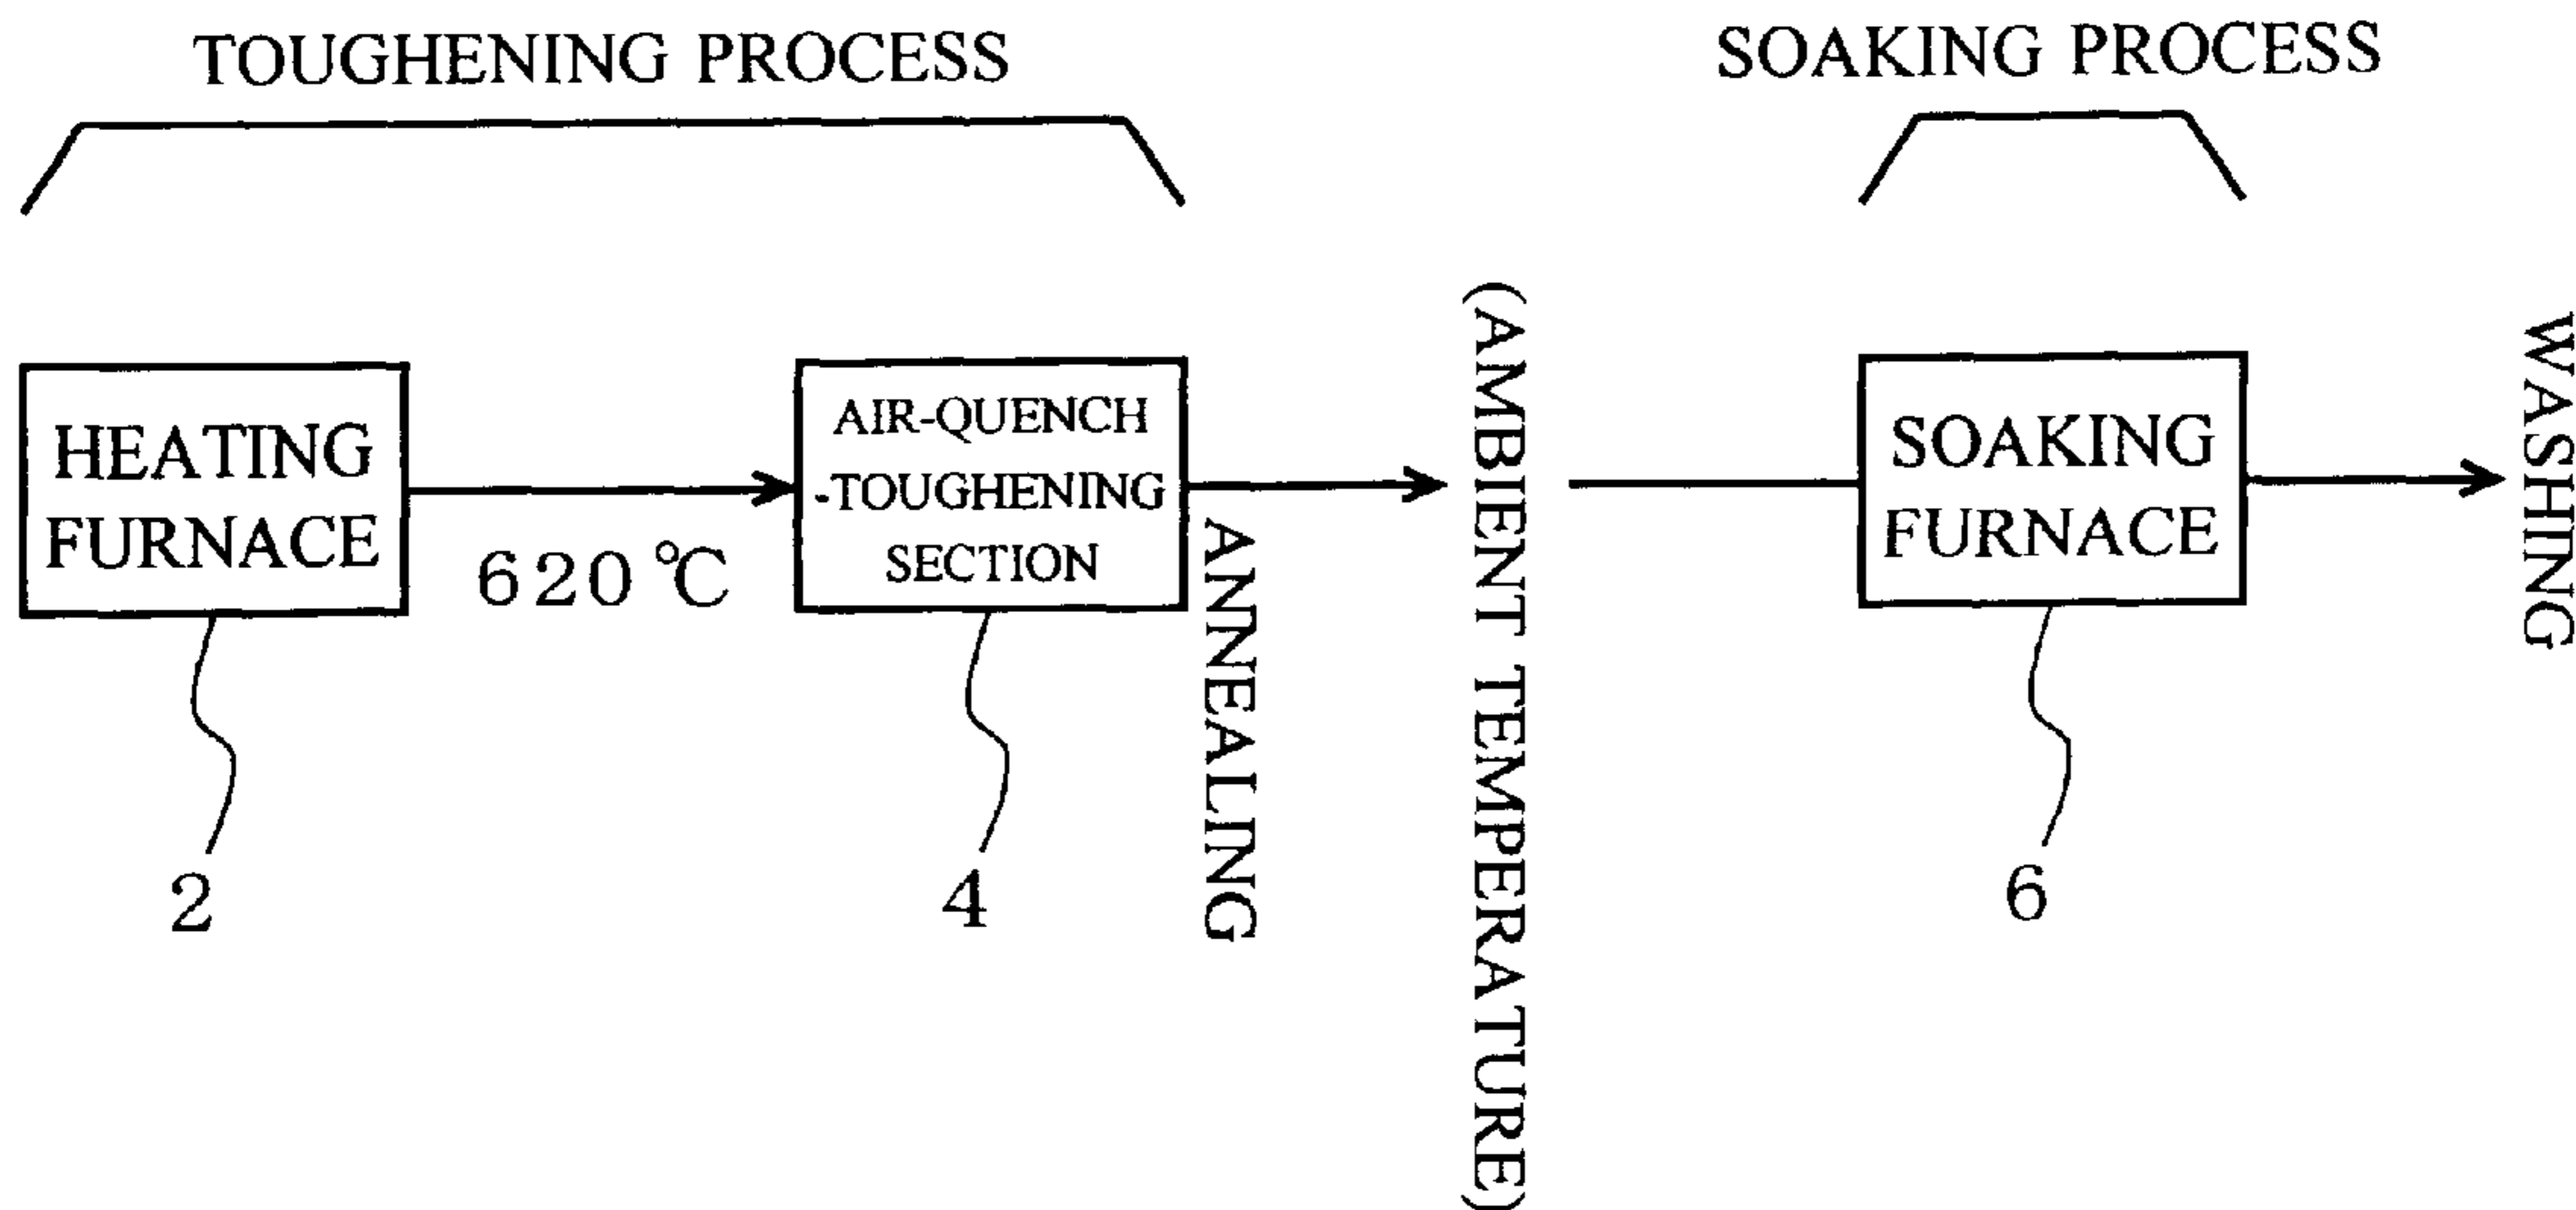 TOUGHENING PROCESS
SOAKING PROCESS
HEATING
FURNACE
620℃
AIR-QUENCH
-TOUGHENING
SECTION
ANNEALING
(AMBIENT TEMPERATURE)
SOAKING
FURNACE
WASHING
2
4
6